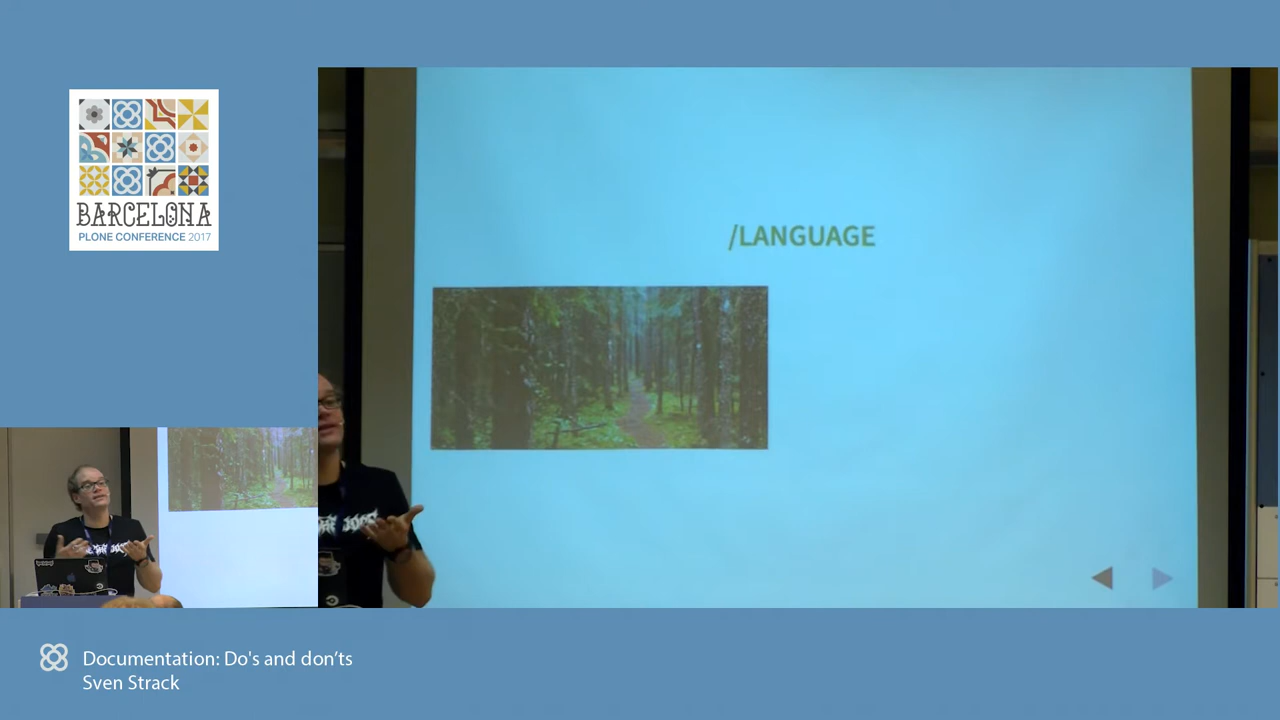 BARCELONA
PLONE CONFERENCE 2017
/LANGUAGE
Documentation: Do's and don’ts
Sven Strack